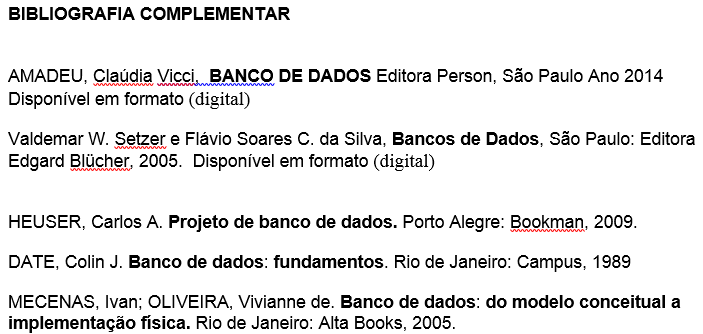 BIBLIOGRAFIA COMPLEMENTAR
AMADEU, Claúdia Vicci,  BANCO DE DADOS Editora Person, São Paulo Ano 2014
Disponível em formato (digital)
Valdemar W. Setzer e Flávio Soares C. da Silva, Bancos de Dados, São Paulo: Editora
Edgard Blücher, 2005.  Disponível em formato (digital)
HEUSER, Carlos A. Projeto de banco de dados. Porto Alegre: Bookman, 2009.
DATE, Colin J. Banco de dados: fundamentos. Rio de Janeiro: Campus, 1989
MECENAS, Ivan; OLIVEIRA, Vivianne de. Banco de dados: do modelo conceitual a
implementação física. Rio de Janeiro: Alta Books, 2005.